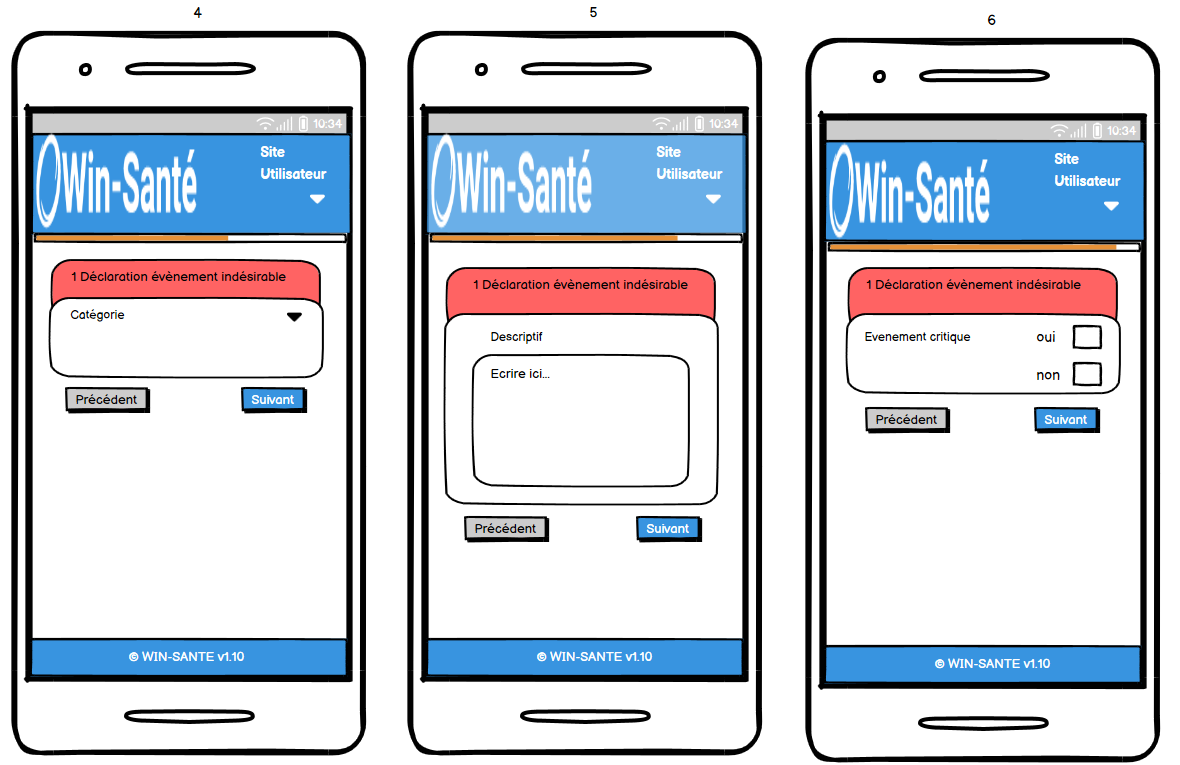 4
10:34
Win-Santé
Site
Utilisateur
1 Déclaration évènement indésirable
Catégorie
Précédent
Suivant
© WIN-SANTE v1.10
5
10:34
Win-Santé
Site
Utilisateur
1 Déclaration évènement indésirable
Descriptif
Ecrire ici...
Précédent
Suivant
© WIN-SANTE v1.10
6
10:34
Win-Santé
Site
Utilisateur
1 Déclaration évènement indésirable
Evenement critique
oui
non
Précédent
Suivant
© WIN-SANTE v1.10